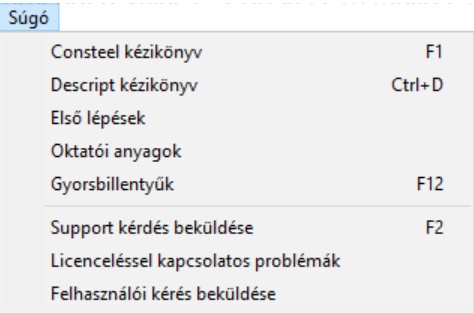 Súgó
Consteel kézikönyv F1
Descript kézikönyv Ctrl+D
Első lépések
Oktatói anyagok
Gyorsbillentyűk F12
Support kérdés beküldése F2
Licenceléssel kapcsolatos problémák
Felhasználói kérés beküldése